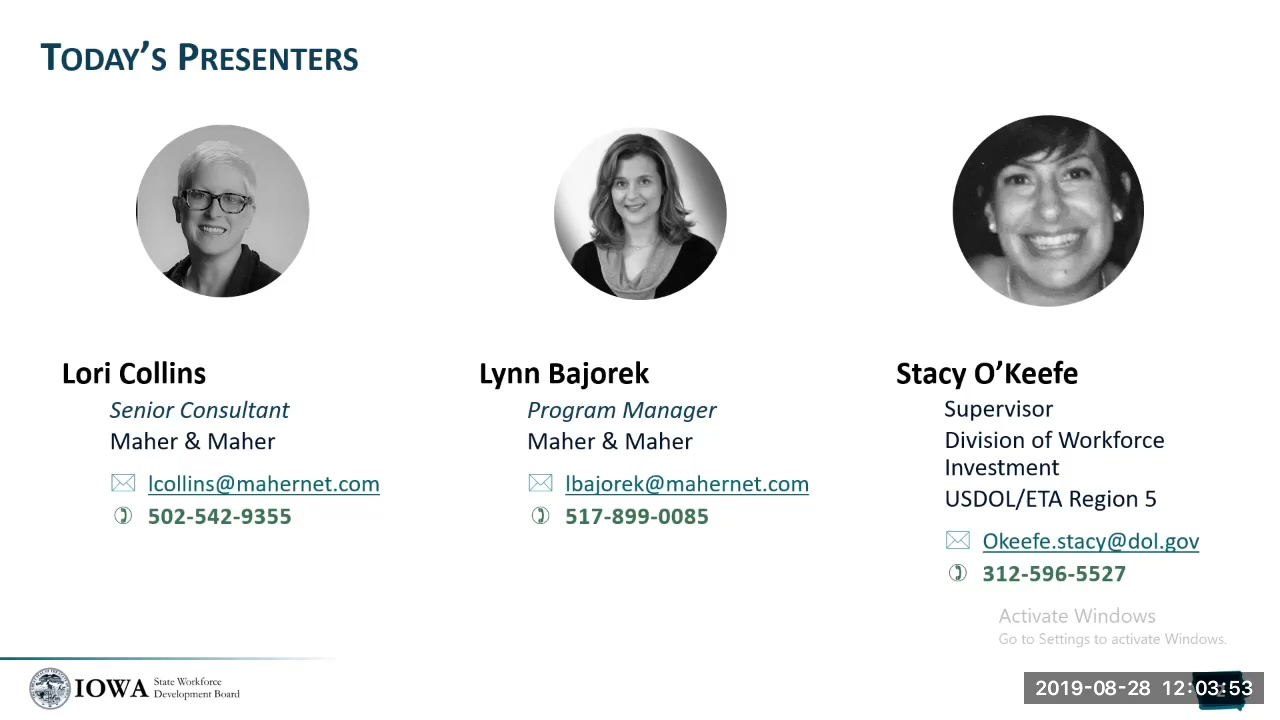 TODAY'S PRESENTERS
Lori Collins
Senior Consultant
Maher & Maher
lcollins@mahernet.com
502-542-9355
Lynn Bajorek
Program Manager
Maher & Maher
lbajorek@mahernet.com
517-899-0085
Stacy O'Keefe
Supervisor
Division of Workforce
Investment
USDOL/ETA Region 5
Okeefe.stacy@dol.gov
312-596-5527
Activate Windows
Go to Settings to activate Windows.
IOWA State Workforce
Development Board
2019-08-28 12:03:53